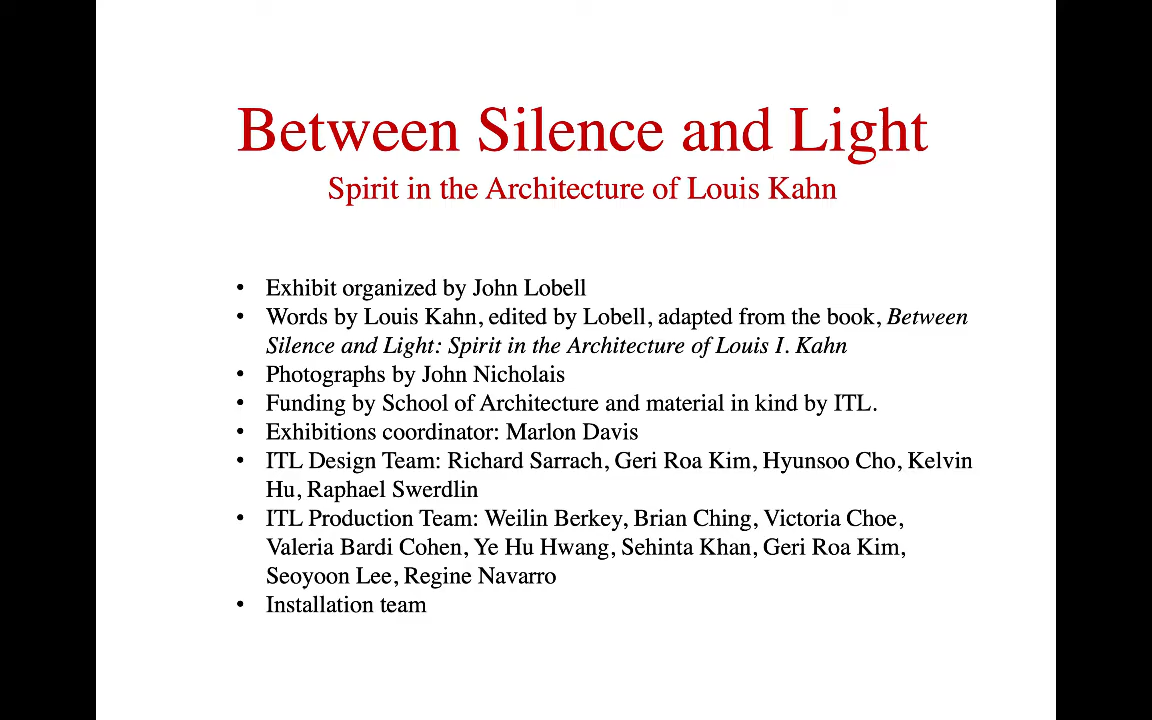 Between Silence and Light
Spirit in the Architecture of Louis Kahn
• Exhibit organized by John Lobell
• Words by Louis Kahn, edited by Lobell, adapted from the book, Between
Silence and Light: Spirit in the Architecture of Louis I. Kahn
• Photographs by John Nicholais
• Funding by School of Architecture and material in kind by ITL.
• Exhibitions coordinator: Marlon Davis
• ITL Design Team: Richard Sarrach, Geri Roa Kim, Hyunsoo Cho, Kelvin
Hu, Raphael Swerdlin
• ITL Production Team: Weilin Berkey, Brian Ching, Victoria Choe,
Valeria Bardi Cohen, Ye Hu Hwang, Sehinta Khan, Geri Roa Kim,
Seoyoon Lee, Regine Navarro
• Installation team